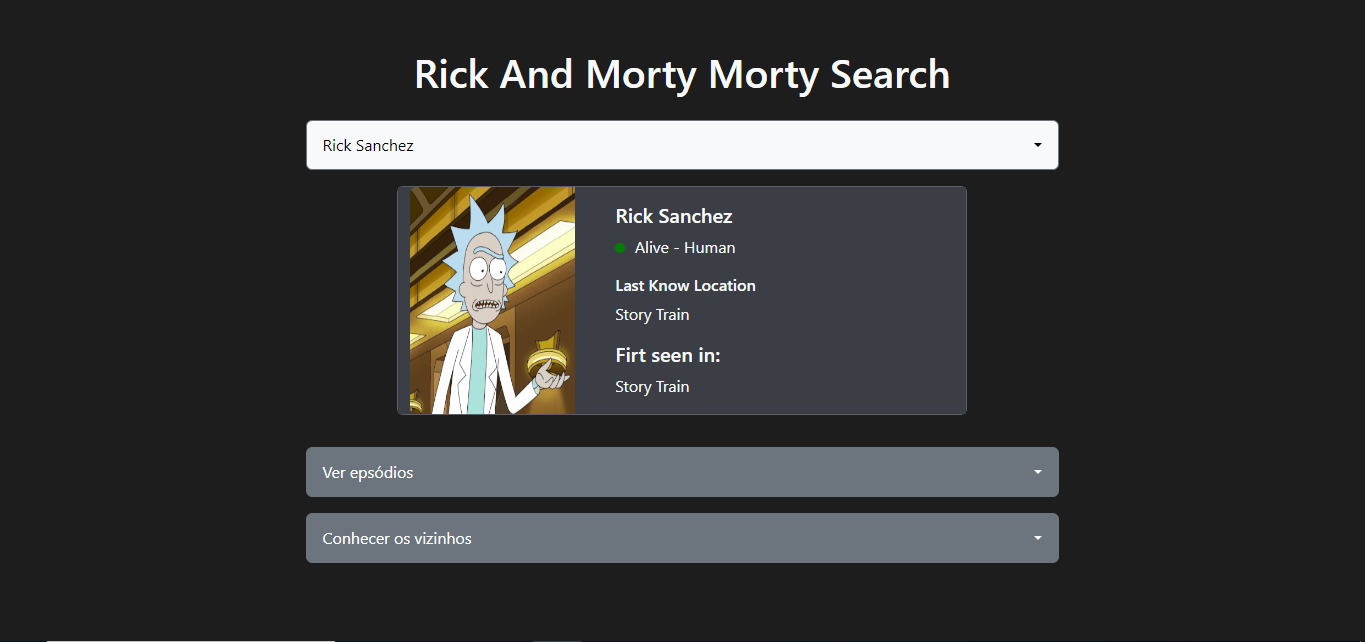 Rick And Morty Morty Search
Rick Sanchez
Rick Sanchez
Alive - Human
Last Know Location
Story Train
Firt seen in:
Story Train
Ver epsódios
Conhecer os vizinhos